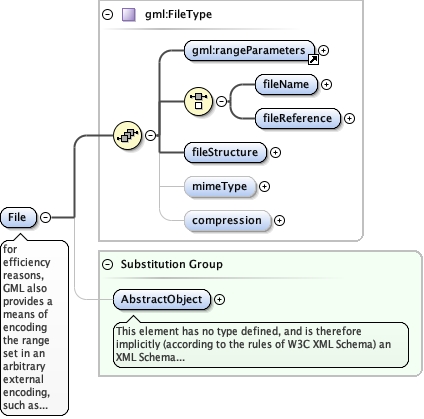 gml:FileType
gml:rangeParameters
fileName
fileReference
fileStructure
mimeType
compression
File
for
efficiency
reasons,
GML also
provides a
means of
encoding
the range
set in an
arbitrary
external
encoding,
such as...
Substitution Group
AbstractObject
This element has no type defined, and is therefore
implicitly (according to the rules of W3C XML Schema) an
XML Schema...